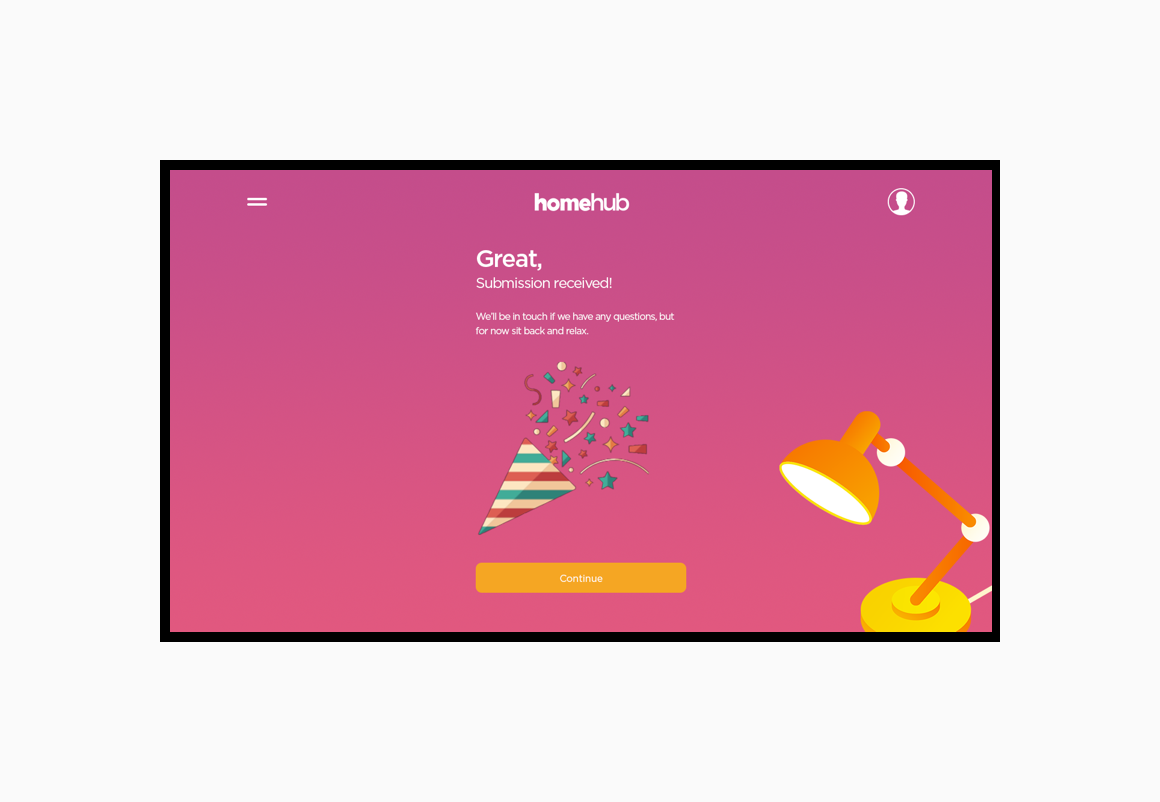 homehub
Great,
Submission received!
We'll be in touch if we have any questions, but
for now sit back and relax.
Continue